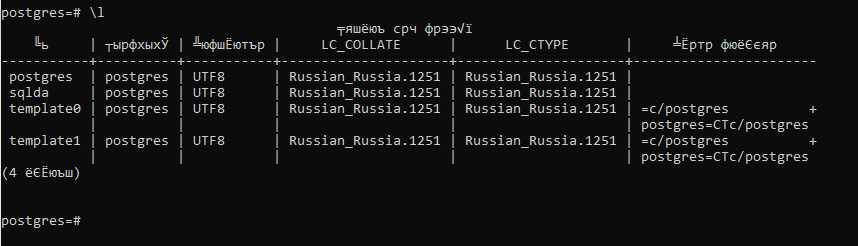 postgres=# \l
╤яшёюъ срч фрээ√ї
╚ь | ┬ырфхыхЎ | ╩юфшЁютър | LC_COLLATE | LC_CTYPE | ╩Ёртр фюёЄєяр
-----------+----------+-----------+---------------------+---------------------+-----------------------
postgres | postgres | UTF8 | Russian_Russia.1251 | Russian_Russia.1251 |
sqlda | postgres | UTF8 | Russian_Russia.1251 | Russian_Russia.1251 |
template0 | postgres | UTF8 | Russian_Russia.1251 | Russian_Russia.1251 | =c/postgres +
| | | | | postgres=CTc/postgres
template1 | postgres | UTF8 | Russian_Russia.1251 | Russian_Russia.1251 | =c/postgres +
| | | | | postgres=CTc/postgres
(4 ёЄЁюъш)
postgres=#